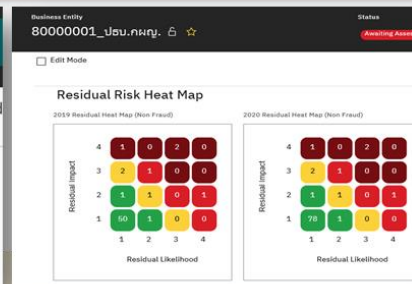 Business Entity
Status
80000001_ปธบ.กผญ.
Awaiting Asses
Edit Mode
Residual Risk Heat Map
2019 Residual Heat Map (Non Fraud)
2020 Residual Heat Map (Non Fraud)
Residual Impact
4 1 0 2 0
3 2 1 0 0
2 1 1 0 1
1 50 1 0 0
1 2 3 4
Residual Likelihood
Residual Impact
4 1 0 2 0
3 2 1 0 0
2 1 1 0 1
1 78 1 0 0
1 2 3 4
Residual Likelihood